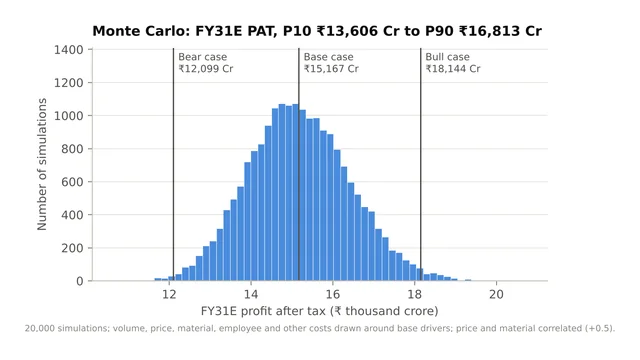 Monte Carlo: FY31E PAT, P10 ₹13,606 Cr to P90 ₹16,813 Cr
Bear case
₹12,099 Cr
Base case
₹15,167 Cr
Bull case
₹18,144 Cr
1400
1200
1000
800
600
400
200
0
Number of simulations
12 14 16 18 20
FY31E profit after tax (₹ thousand crore)
20,000 simulations; volume, price, material, employee and other costs drawn around base drivers; price and material correlated (+0.5).